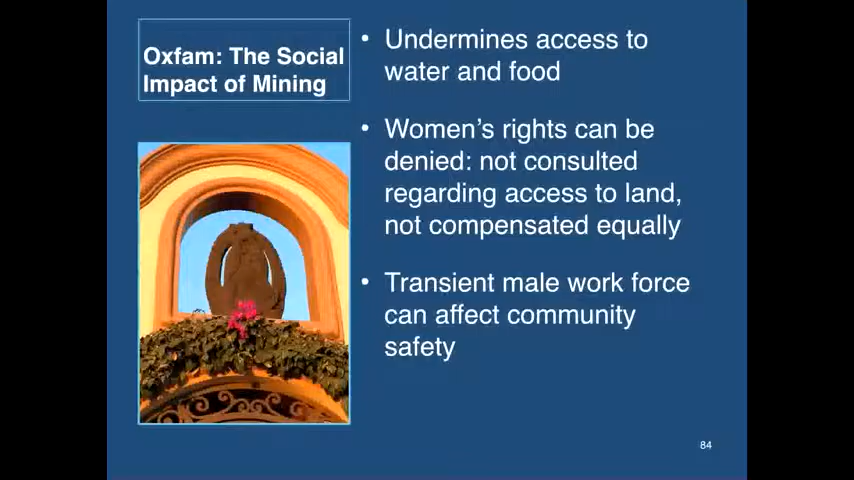 Oxfam: The Social
Impact of Mining
• Undermines access to
water and food
• Women's rights can be
denied: not consulted
regarding access to land,
not compensated equally
• Transient male work force
can affect community
safety
84